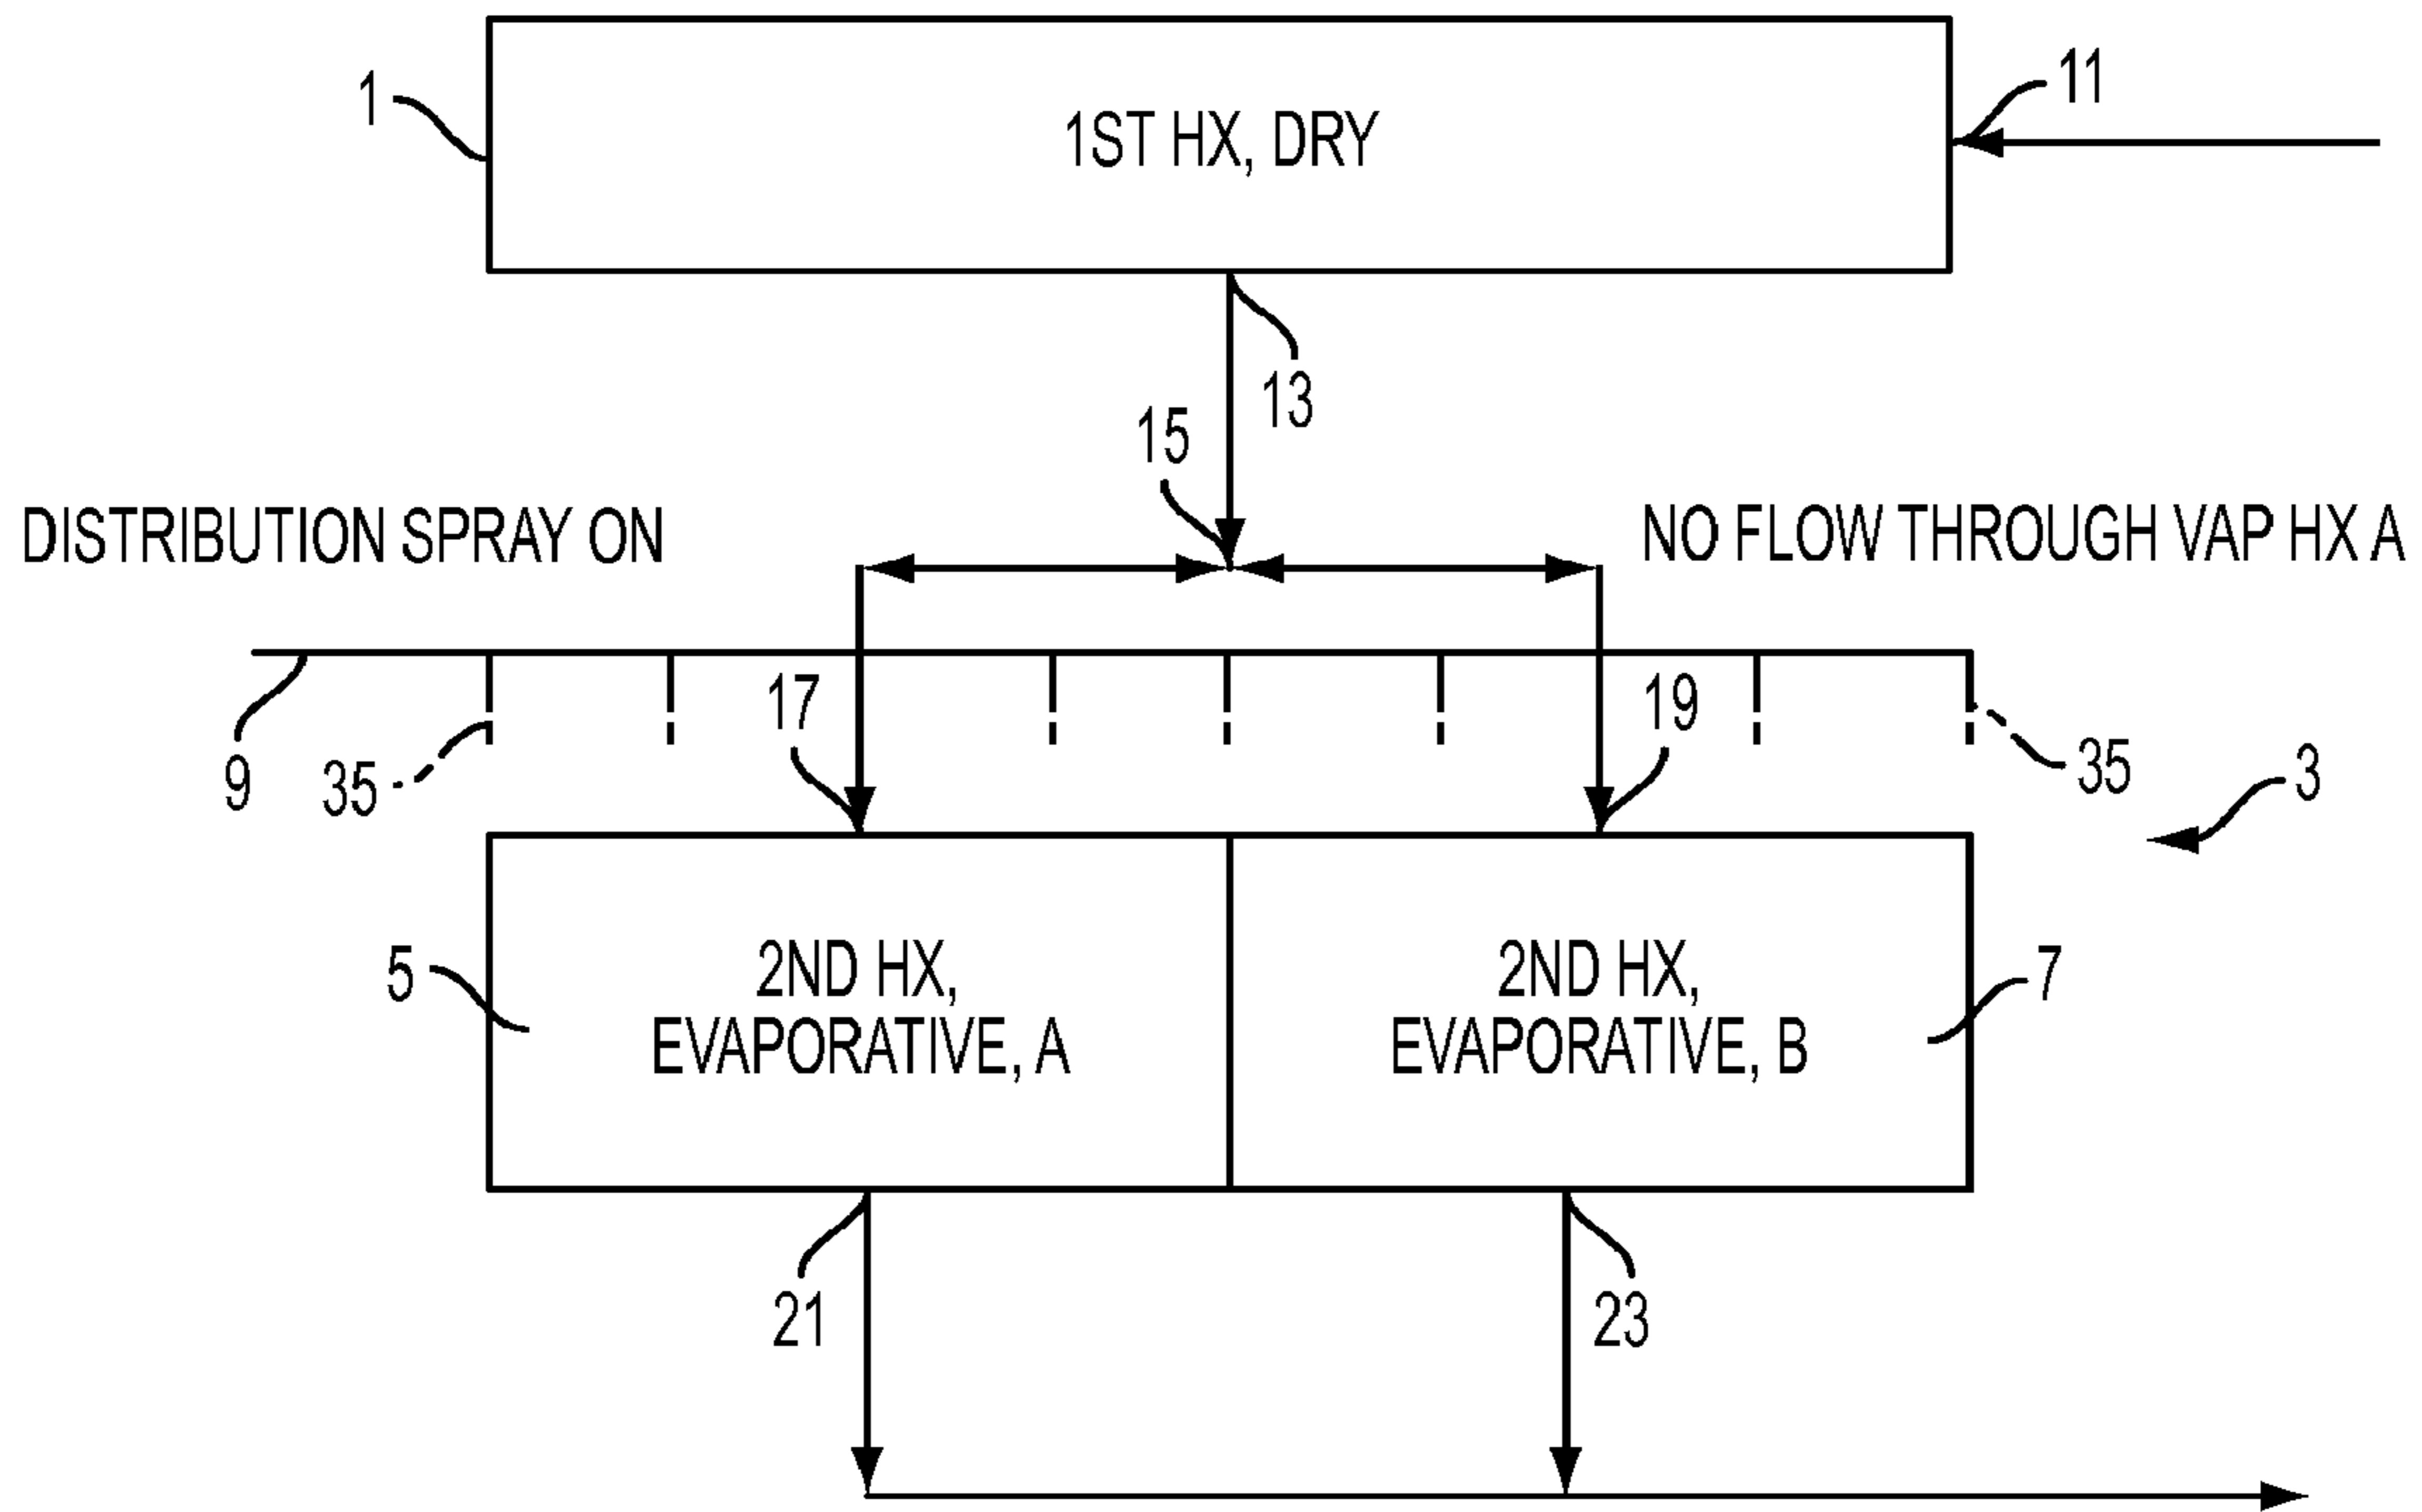 1
1ST HX, DRY
11
13
15
DISTRIBUTION SPRAY ON
NO FLOW THROUGH VAP HX A
9
35
17
19
35
3
5
2ND HX,
EVAPORATIVE, A
2ND HX,
EVAPORATIVE, B
7
21
23